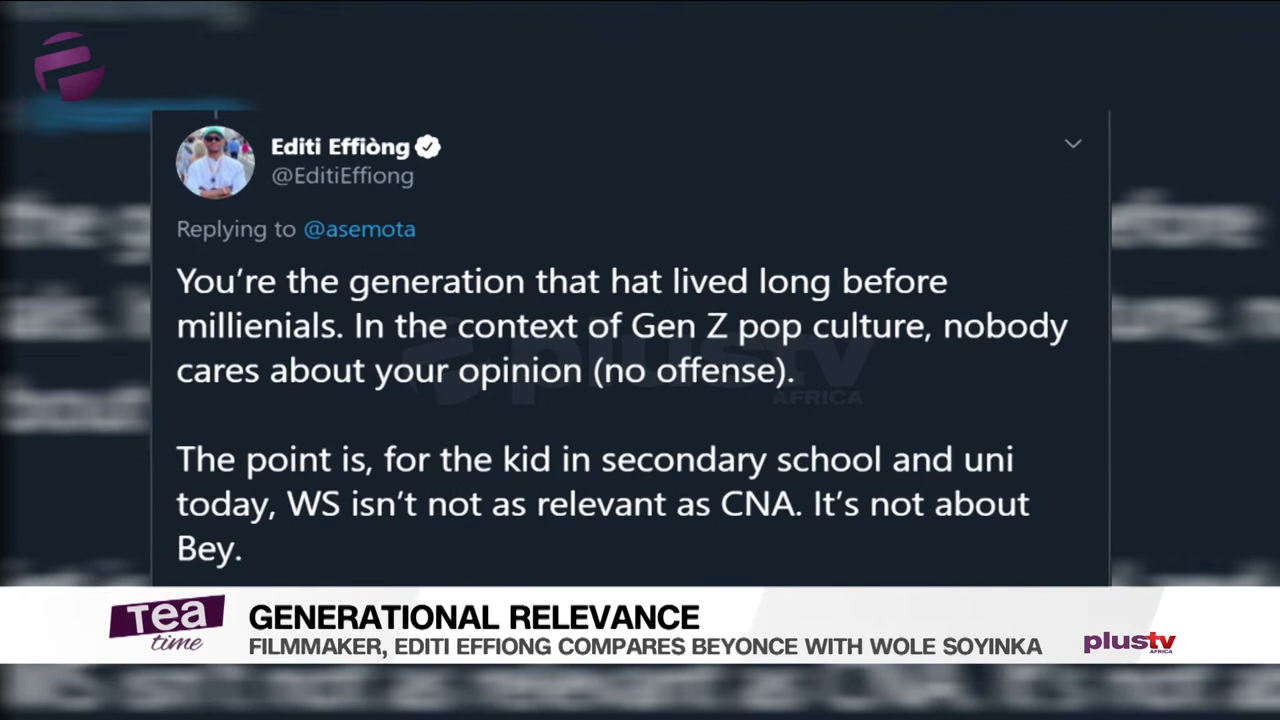 Editi Effiòng
@EditiEffiong
Replying to @asemota
You're the generation that hat lived long before
millienials. In the context of Gen Z pop culture, nobody
cares about your opinion (no offense).
The point is, for the kid in secondary school and uni
today, WS isn't not as relevant as CNA. It's not about
Bey.
plustv
AFRICA
Tea
time
GENERATIONAL RELEVANCE
FILMMAKER, EDITI EFFIONG COMPARES BEYONCE WITH WOLE SOYINKA
plustv
AFRICA